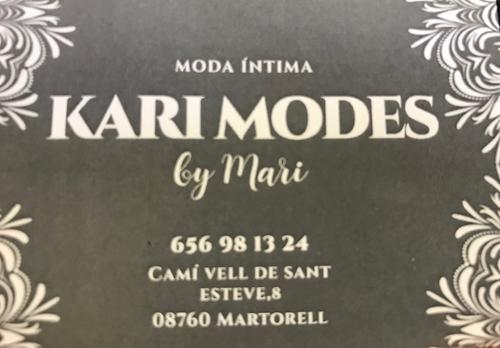 MODA ÍNTIMA
KARI MODES
by Mari
656 98 13 24
CAMÍ VELL DE SANT
ESTEVE,8
08760 MARTORELL